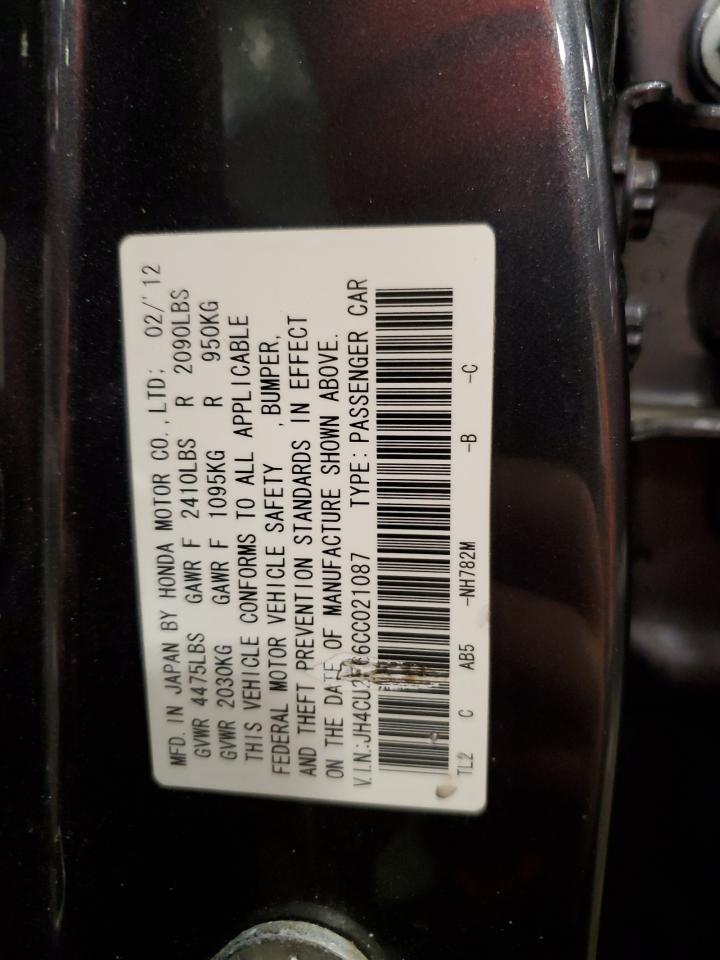 MFD. IN JAPAN BY HONDA MOTOR CO., LTD; 02/'12
GVWR 4475LBS GAWR F 2410LBS R 2090LBS
GVWR 2030KG GAWR F 1095KG R 950KG
THIS VEHICLE CONFORMS TO ALL APPLICABLE
FEDERAL MOTOR VEHICLE SAFETY ,BUMPER,
AND THEFT PREVENTION STANDARDS IN EFFECT
ON THE DATE OF MANUFACTURE SHOWN ABOVE.
V.I.N.: TYPE: PASSENGER CAR
TL2 C AB5 -NH782M -B -C